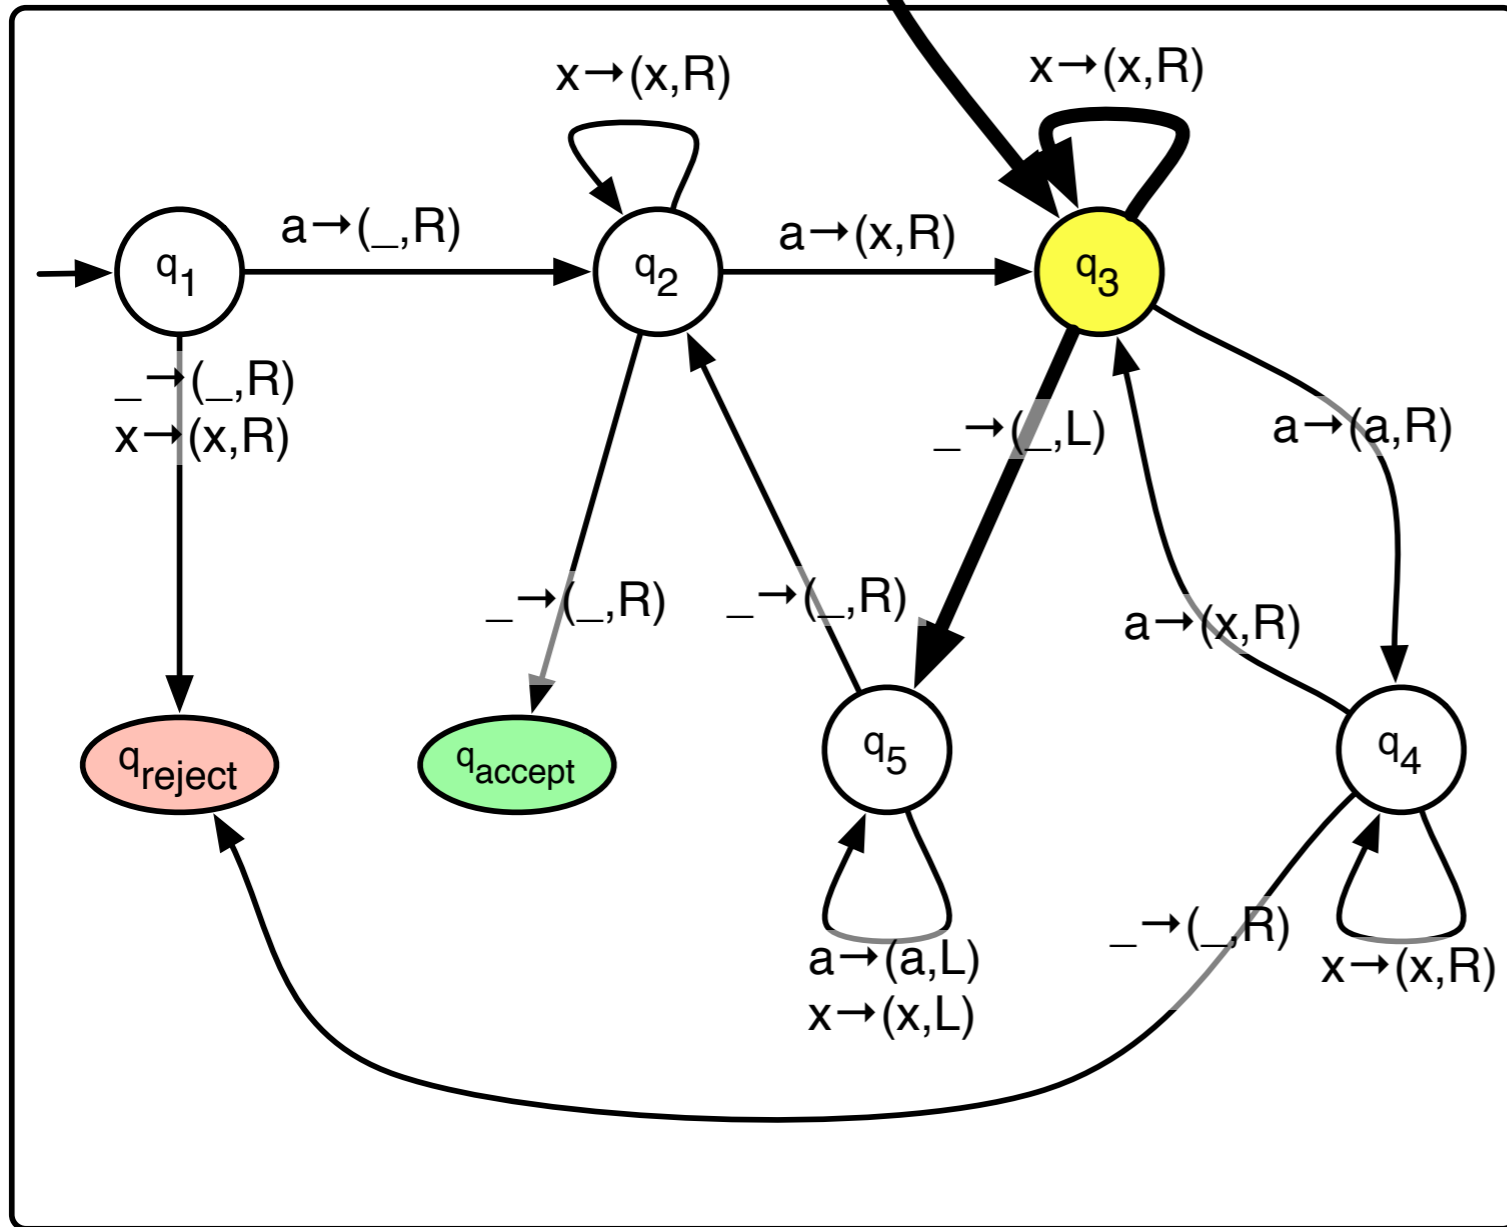 x→(x,R)
x→(x,R)
a→(_,R)
a→(x,R)
q1
q2
q3
_→(_,R)
x→(x,R)
_→(_,L)
a→(a,R)
_→(_,R)
_→(_,R)
a→(x,R)
qreject
qaccept
q5
q4
a→(a,L)
x→(x,L)
_→(_,R)
x→(x,R)